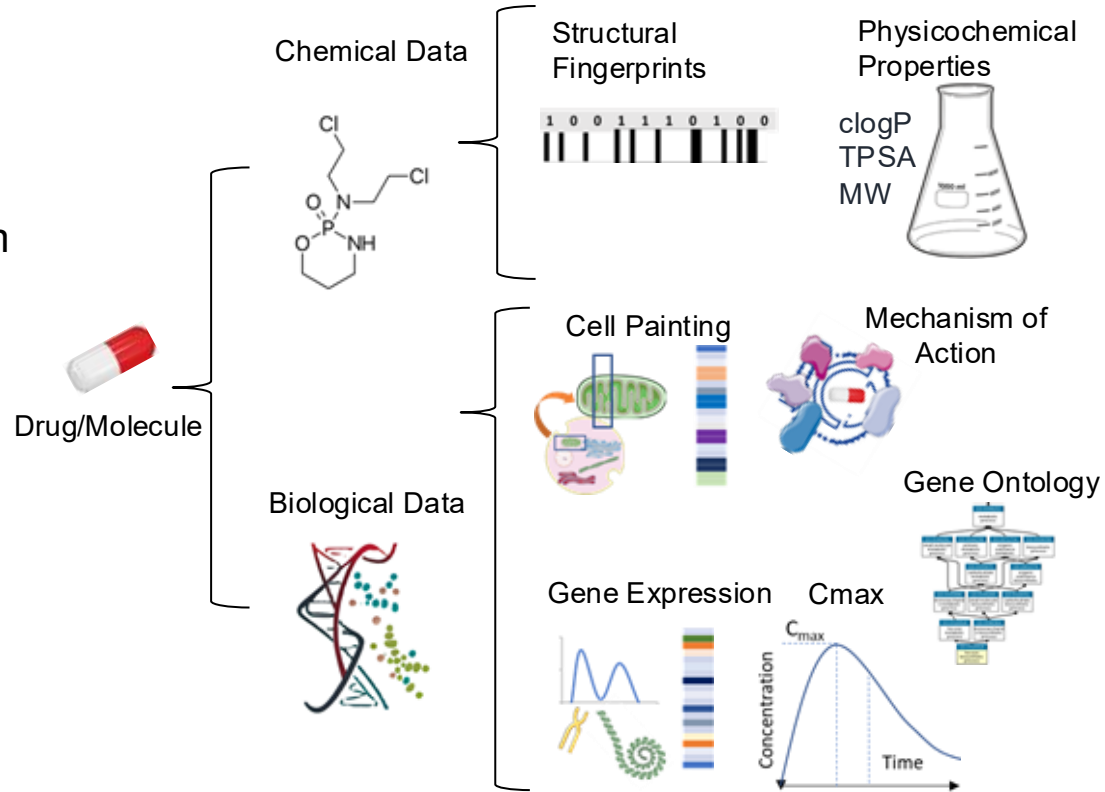 Chemical Data
Structural
Fingerprints
Physicochemical
Properties
1 0 0 1 1 1 0 1 0 0
clogP
TPSA
MW
1000 ml
Cl
Cl
N
O
P
O
NH
n
Drug/Molecule
Cell Painting
Mechanism of
Action
Biological Data
Gene Ontology
Gene Expression
Cmax
Cmax
Concentration
Time